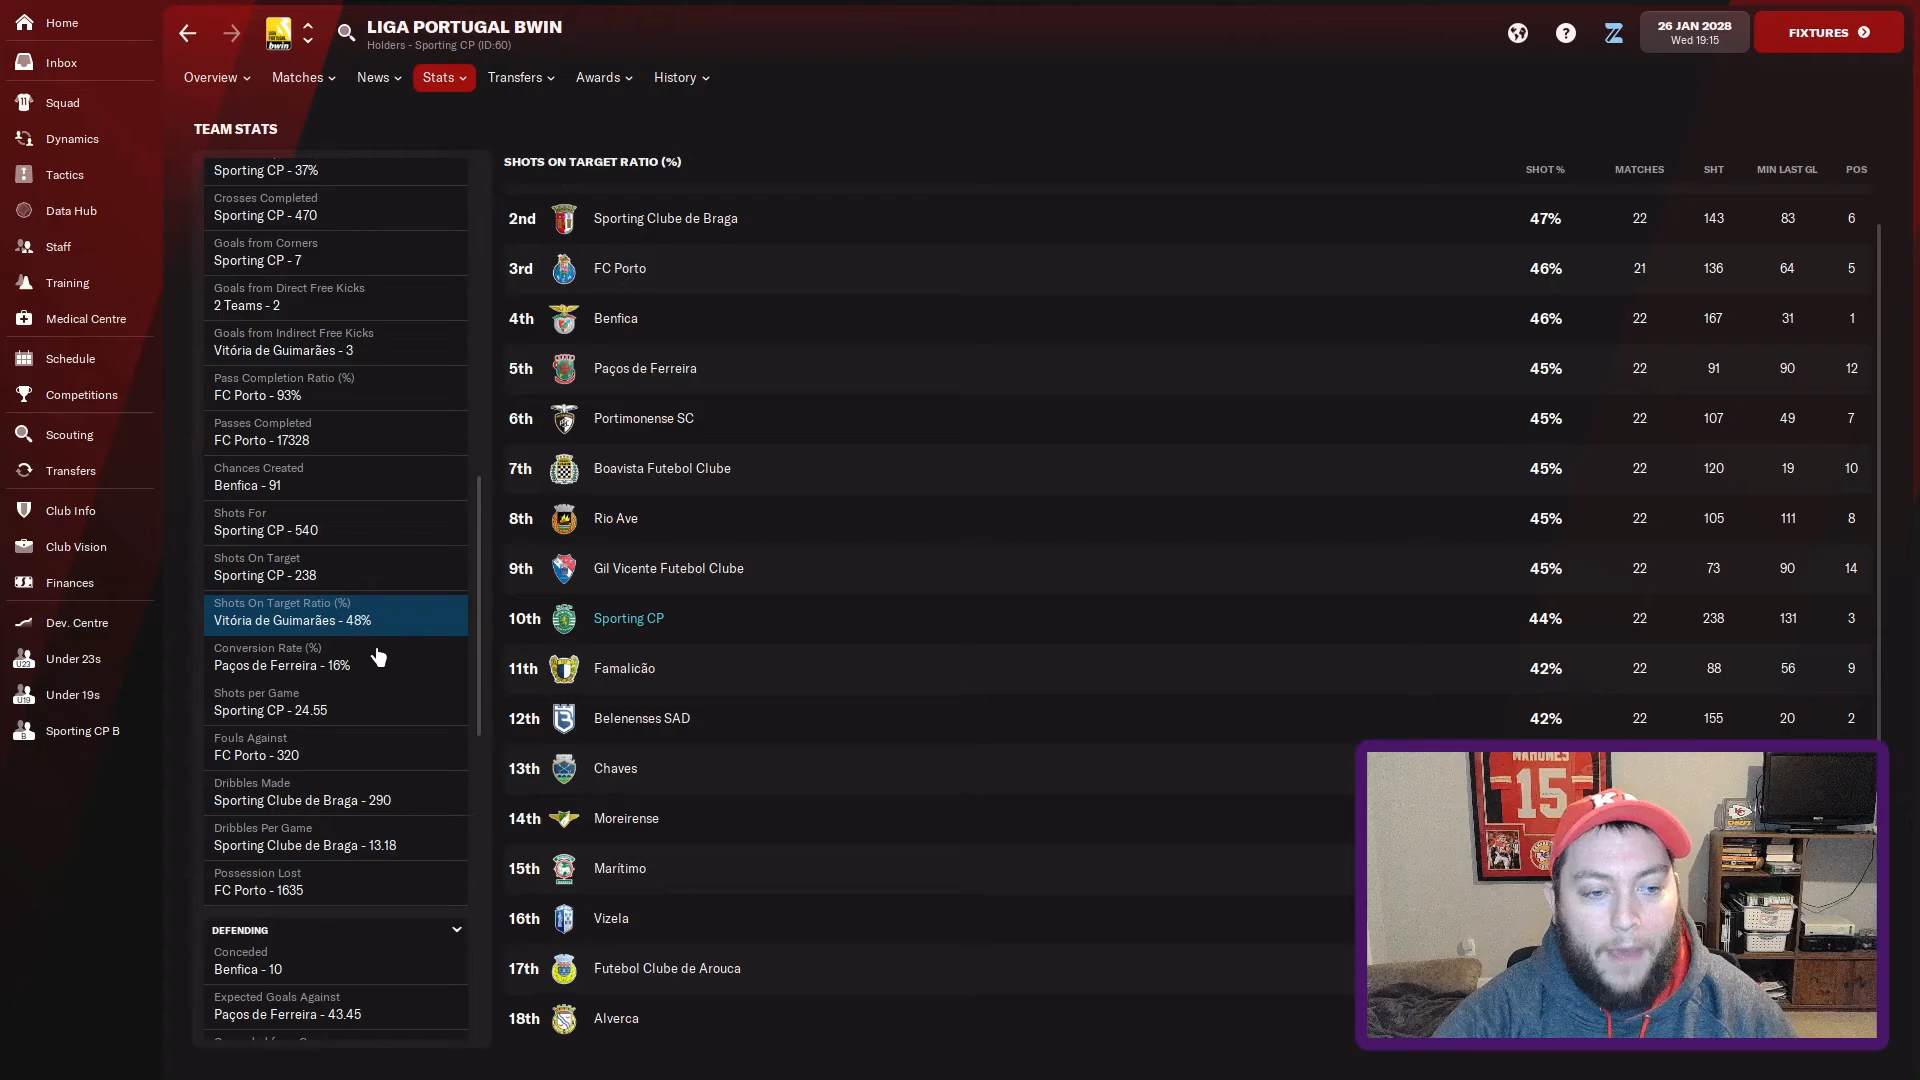 Home
Inbox
Squad
Dynamics
Tactics
Data Hub
Staff
Training
Medical Centre
Schedule
Competitions
Scouting
Transfers
Club Info
Club Vision
Finances
Dev. Centre
U23 Under 23s
U19 Under 19s
B Sporting CP B
bwin
LIGA PORTUGAL BWIN
Holders - Sporting CP (ID:60)
26 JAN 2028
Wed 19:15
FIXTURES
Overview Matches News Stats Transfers Awards History
TEAM STATS
Sporting CP - 37%
Crosses Completed
Sporting CP - 470
Goals from Corners
Sporting CP - 7
Goals from Direct Free Kicks
2 Teams - 2
Goals from Indirect Free Kicks
Vitória de Guimarães - 3
Pass Completion Ratio (%)
FC Porto - 93%
Passes Completed
FC Porto - 17328
Chances Created
Benfica - 91
Shots For
Sporting CP - 540
Shots On Target
Sporting CP - 238
Shots On Target Ratio (%)
Vitória de Guimarães - 48%
Conversion Rate (%)
Paços de Ferreira - 16%
Shots per Game
Sporting CP - 24.55
Fouls Against
FC Porto - 320
Dribbles Made
Sporting Clube de Braga - 290
Dribbles Per Game
Sporting Clube de Braga - 13.18
Possession Lost
FC Porto - 1635
DEFENDING
Conceded
Benfica - 10
Expected Goals Against
Paços de Ferreira - 43.45
SHOTS ON TARGET RATIO (%)
SHOT % MATCHES SHT MIN LAST GL POS
2nd Sporting Clube de Braga 47% 22 143 83 6
3rd FC Porto 46% 21 136 64 5
4th Benfica 46% 22 167 31 1
5th Paços de Ferreira 45% 22 91 90 12
6th Portimonense SC 45% 22 107 49 7
7th Boavista Futebol Clube 45% 22 120 19 10
8th Rio Ave 45% 22 105 111 8
9th Gil Vicente Futebol Clube 45% 22 73 90 14
10th Sporting CP 44% 22 238 131 3
11th Famalicão 42% 22 88 56 9
12th Belenenses SAD 42% 22 155 20 2
13th Chaves
14th Moreirense
15th Marítimo
16th Vizela
17th Futebol Clube de Arouca
18th Alverca
MAHOMES
15
CHIEFS